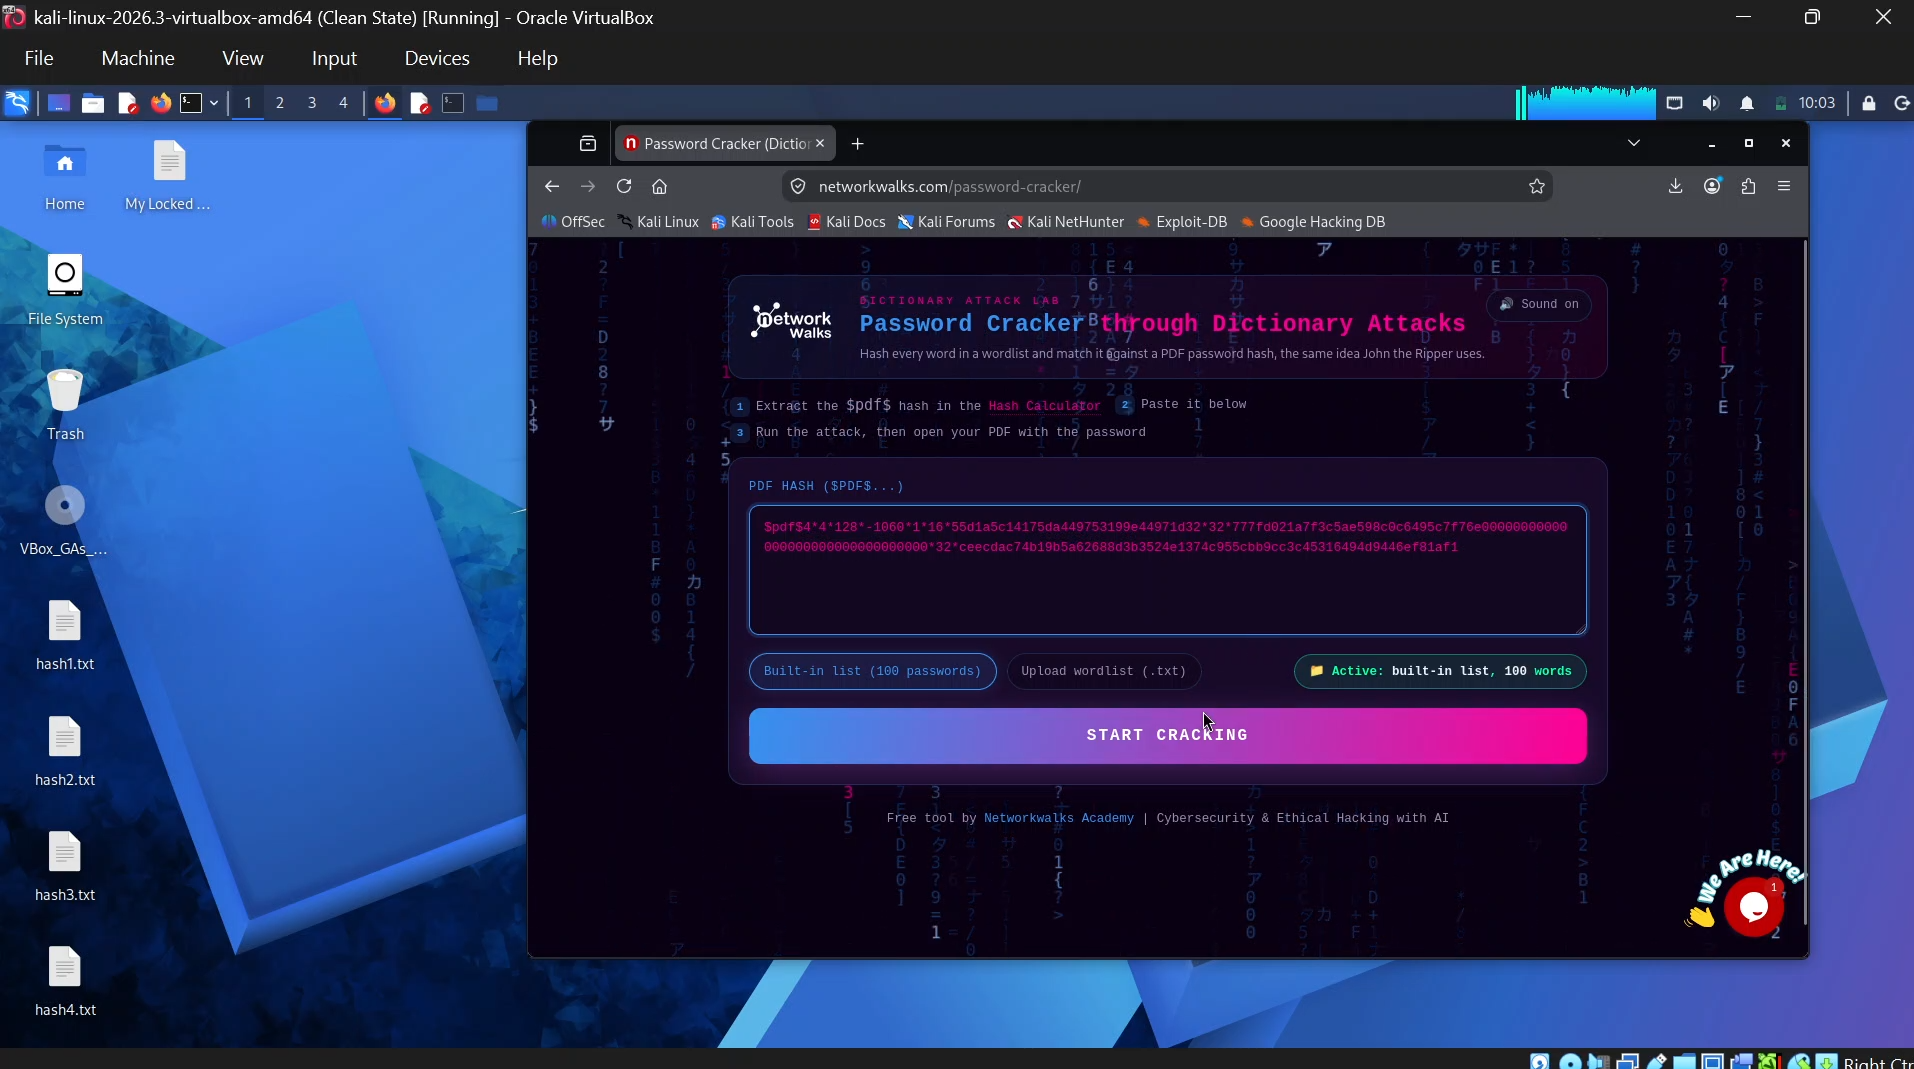 kali-linux-2026.3-virtualbox-amd64 (Clean State) [Running] - Oracle VirtualBox
File Machine View Input Devices Help
1 2 3 4 10:03
Home
My Locked ...
File System
Trash
VBox_GAs_...
hash1.txt
hash2.txt
hash3.txt
hash4.txt
Password Cracker (Dictior
networkwalks.com/password-cracker/
OffSec Kali Linux Kali Tools Kali Docs Kali Forums Kali NetHunter Exploit-DB Google Hacking DB
network walks
DICTIONARY ATTACK LAB
Sound on
Password Cracker through Dictionary Attacks
Hash every word in a wordlist and match it against a PDF password hash, the same idea John the Ripper uses.
1 Extract the $pdf$ hash in the Hash Calculator 2 Paste it below
3 Run the attack, then open your PDF with the password
PDF HASH ($PDF$...)
$pdf$4*4*128*-1060*1*16*55d1a5c14175da449753199e44971d32*32*777fd021a7f3c5ae598c0c6495c7f76e00000000000
000000000000000000000*32*ceecdac74b19b5a62688d3b3524e1374c955cbb9cc3c45316494d9446ef81af1
Built-in list (100 passwords) Upload wordlist (.txt) Active: built-in list, 100 words
START CRACKING
Free tool by Networkwalks Academy | Cybersecurity & Ethical Hacking with AI
We Are Here!
1
Right Ctr